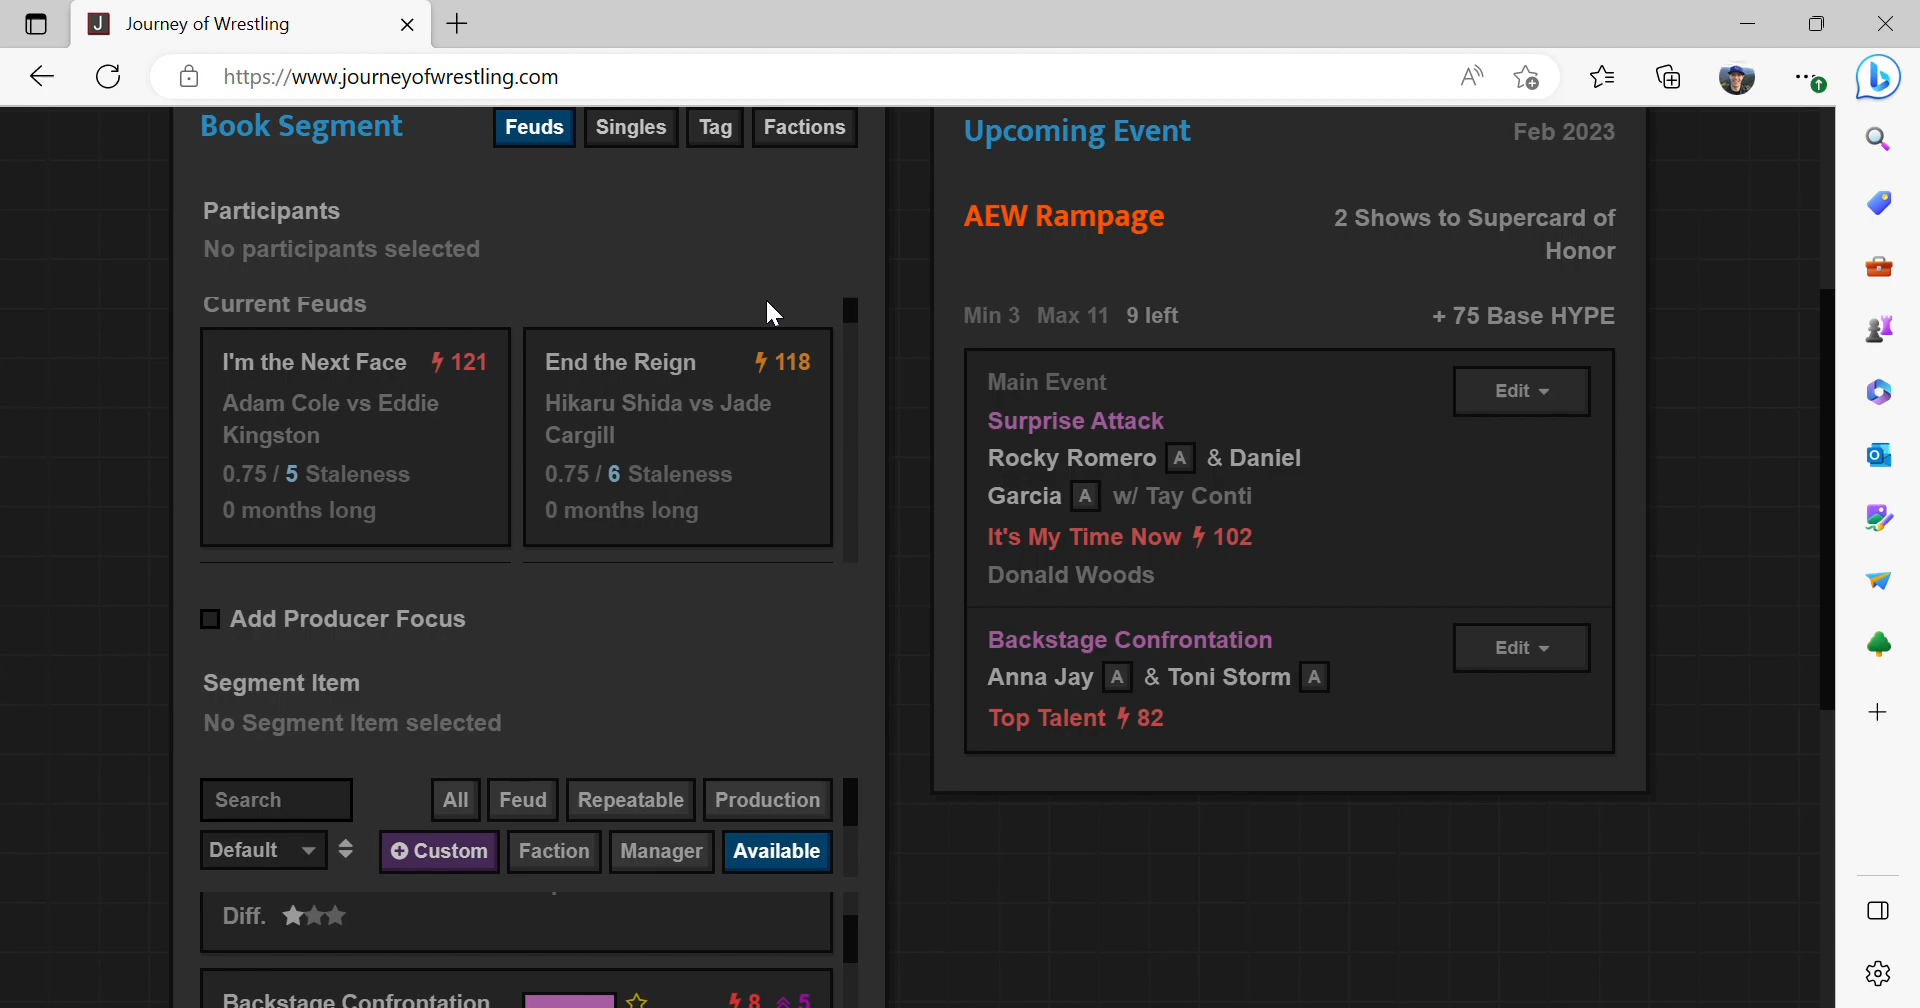 Journey of Wrestling
https://www.journeyofwrestling.com
Book Segment
Feuds Singles Tag Factions
Participants
No participants selected
Current Feuds
I'm the Next Face 121
Adam Cole vs Eddie
Kingston
0.75 / 5 Staleness
0 months long
End the Reign 118
Hikaru Shida vs Jade
Cargill
0.75 / 6 Staleness
0 months long
Add Producer Focus
Segment Item
No Segment Item selected
Search All Feud Repeatable Production
Default Custom Faction Manager Available
Diff.
Backstage Confrontation 8 5
Upcoming Event Feb 2023
AEW Rampage 2 Shows to Supercard of
Honor
Min 3 Max 11 9 left + 75 Base HYPE
Main Event Edit
Surprise Attack
Rocky Romero A & Daniel
Garcia A w/ Tay Conti
It's My Time Now 102
Donald Woods
Backstage Confrontation Edit
Anna Jay A & Toni Storm A
Top Talent 82